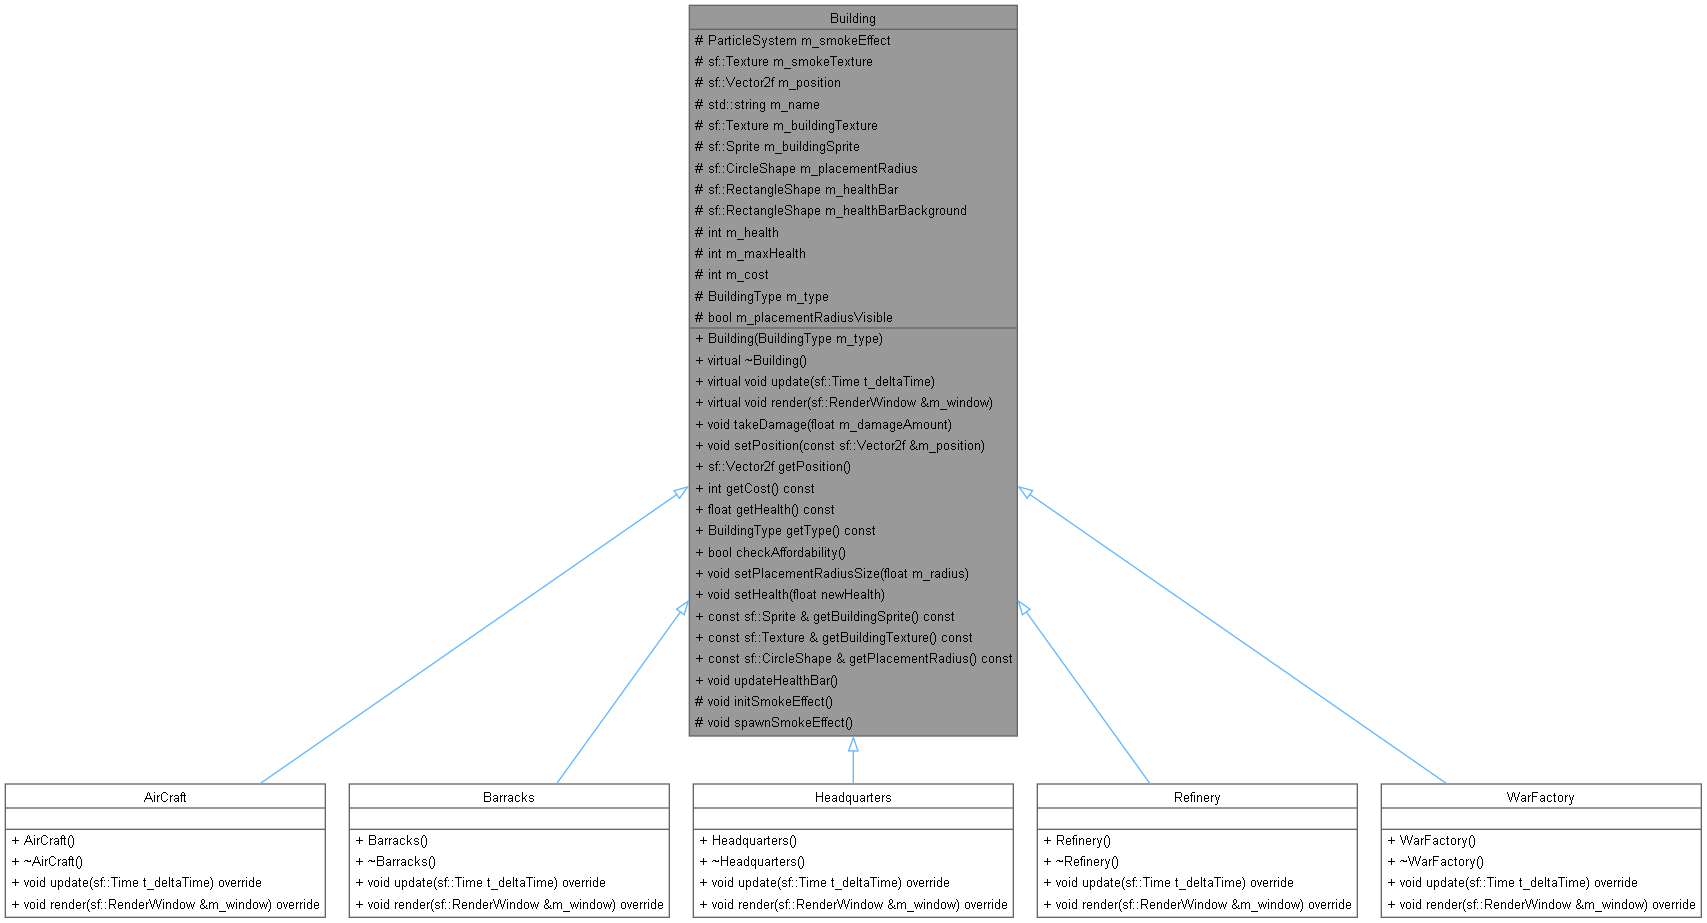 Building
# ParticleSystem m_smokeEffect
# sf::Texture m_smokeTexture
# sf::Vector2f m_position
# std::string m_name
# sf::Texture m_buildingTexture
# sf::Sprite m_buildingSprite
# sf::CircleShape m_placementRadius
# sf::RectangleShape m_healthBar
# sf::RectangleShape m_healthBarBackground
# int m_health
# int m_maxHealth
# int m_cost
# BuildingType m_type
# bool m_placementRadiusVisible
+ Building(BuildingType m_type)
+ virtual ~Building()
+ virtual void update(sf::Time t_deltaTime)
+ virtual void render(sf::RenderWindow &m_window)
+ void takeDamage(float m_damageAmount)
+ void setPosition(const sf::Vector2f &m_position)
+ sf::Vector2f getPosition()
+ int getCost() const
+ float getHealth() const
+ BuildingType getType() const
+ bool checkAffordability()
+ void setPlacementRadiusSize(float m_radius)
+ void setHealth(float newHealth)
+ const sf::Sprite & getBuildingSprite() const
+ const sf::Texture & getBuildingTexture() const
+ const sf::CircleShape & getPlacementRadius() const
+ void updateHealthBar()
# void initSmokeEffect()
# void spawnSmokeEffect()
AirCraft
+ AirCraft()
+ ~AirCraft()
+ void update(sf::Time t_deltaTime) override
+ void render(sf::RenderWindow &m_window) override
Barracks
+ Barracks()
+ ~Barracks()
+ void update(sf::Time t_deltaTime) override
+ void render(sf::RenderWindow &m_window) override
Headquarters
+ Headquarters()
+ ~Headquarters()
+ void update(sf::Time t_deltaTime) override
+ void render(sf::RenderWindow &m_window) override
Refinery
+ Refinery()
+ ~Refinery()
+ void update(sf::Time t_deltaTime) override
+ void render(sf::RenderWindow &m_window) override
WarFactory
+ WarFactory()
+ ~WarFactory()
+ void update(sf::Time t_deltaTime) override
+ void render(sf::RenderWindow &m_window) override